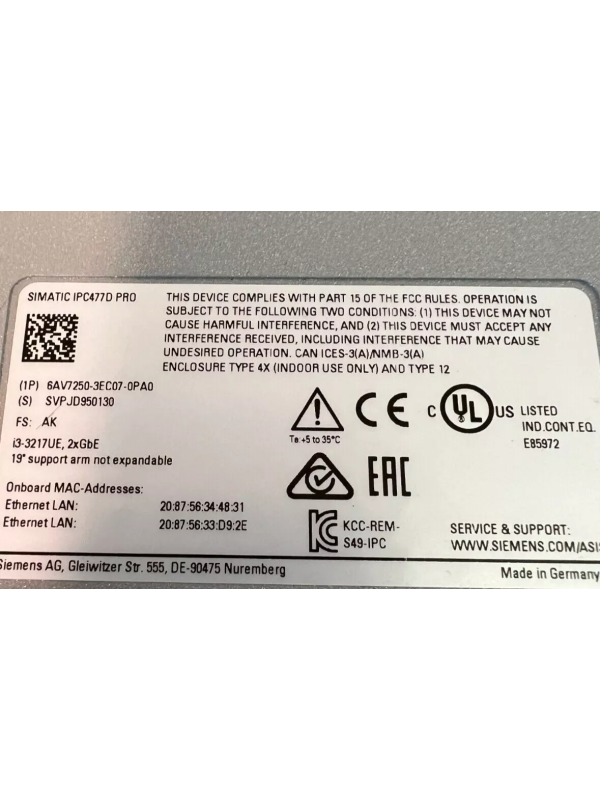 SIMATIC IPC477D PRO
THIS DEVICE COMPLIES WITH PART 15 OF THE FCC RULES. OPERATION IS
SUBJECT TO THE FOLLOWING TWO CONDITIONS: (1) THIS DEVICE MAY NOT
CAUSE HARMFUL INTERFERENCE, AND (2) THIS DEVICE MUST ACCEPT ANY
INTERFERENCE RECEIVED, INCLUDING INTERFERENCE THAT MAY CAUSE
UNDESIRED OPERATION. CAN ICES-3(A)/NMB-3(A)
ENCLOSURE TYPE 4X (INDOOR USE ONLY) AND TYPE 12
(1P) 6AV7250-3EC07-0PA0
(S) SVPJD950130
FS: AK
i3-3217UE, 2xGbE
19" support arm not expandable
Ta:+5 to 35°C
CE
C UL US LISTED
IND.CONT.EQ.
E85972
EAC
Onboard MAC-Addresses:
Ethernet LAN: 20:87:56:34:48:31
Ethernet LAN: 20:87:56:33:D9:2E
KCC-REM-
S49-IPC
SERVICE & SUPPORT:
WWW.SIEMENS.COM/ASIS
Siemens AG, Gleiwitzer Str. 555, DE-90475 Nuremberg
Made in Germany